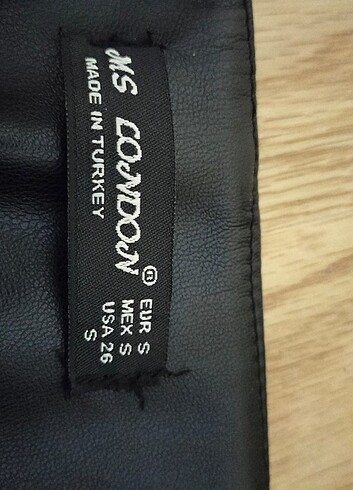 MS LONDON®
MADE IN TURKEY
EUR S
MEX S
USA 26
S